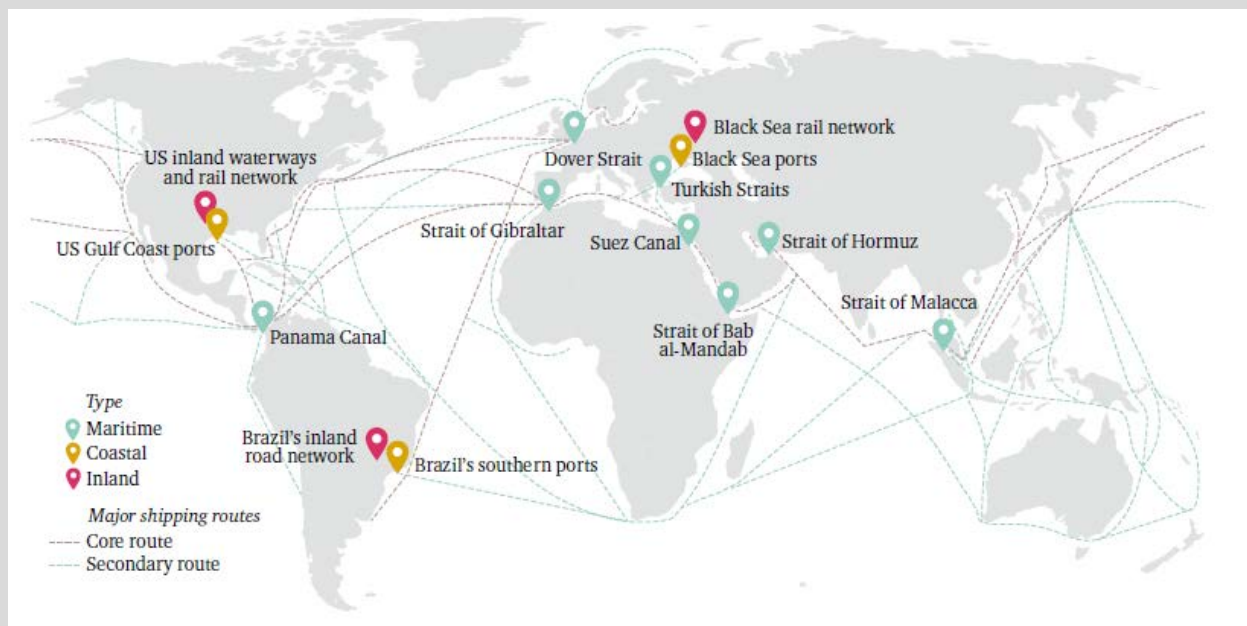 Black Sea rail network
US inland waterways
and rail network
Dover Strait
Black Sea ports
Turkish Straits
Strait of Gibraltar
US Gulf Coast ports
Suez Canal
Strait of Hormuz
Strait of Malacca
Panama Canal
Strait of Bab
al-Mandab
Type
Maritime
Coastal
Inland
Brazil's inland
road network
Brazil's southern ports
Major shipping routes
Core route
Secondary route